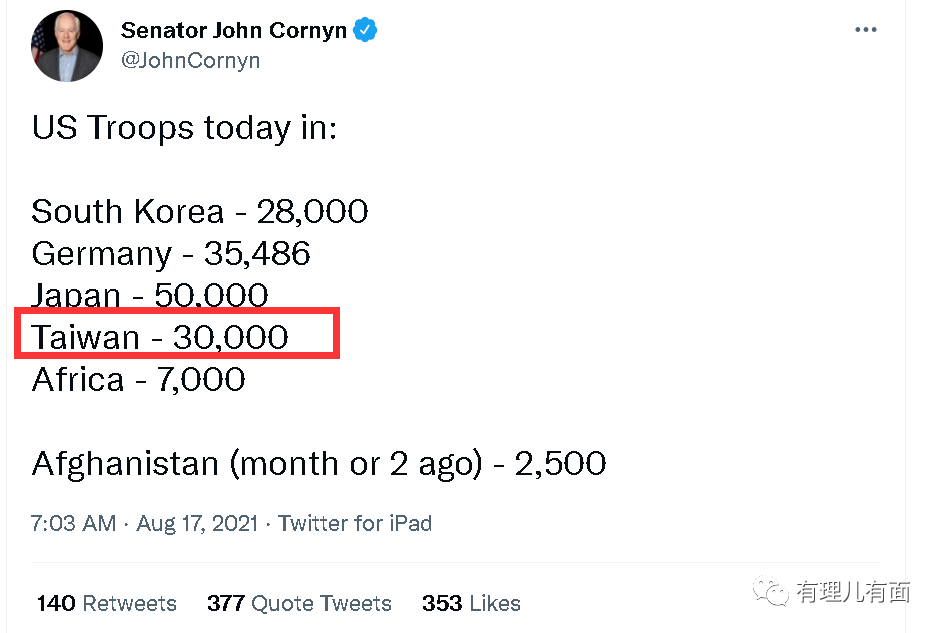 Senator John Cornyn
@JohnCornyn
US Troops today in:
South Korea - 28,000
Germany - 35,486
Japan - 50,000
Taiwan - 30,000
Africa - 7,000
Afghanistan (month or 2 ago) - 2,500
7:03 AM · Aug 17, 2021 · Twitter for iPad
140 Retweets 377 Quote Tweets 353 Likes
有理儿有面